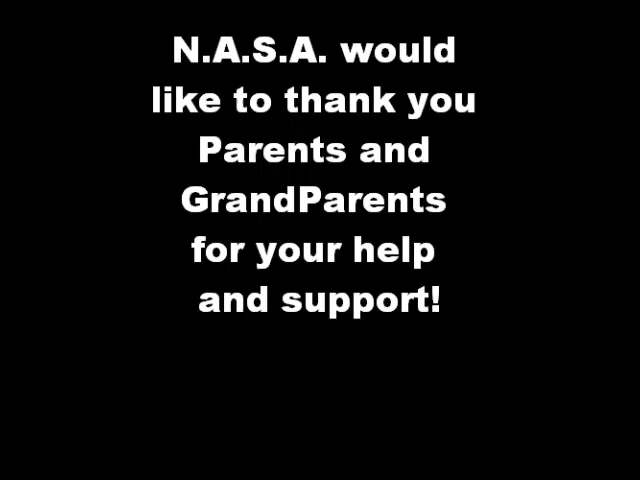 N.A.S.A. would
like to thank you
Parents and
GrandParents
for your help
and support!